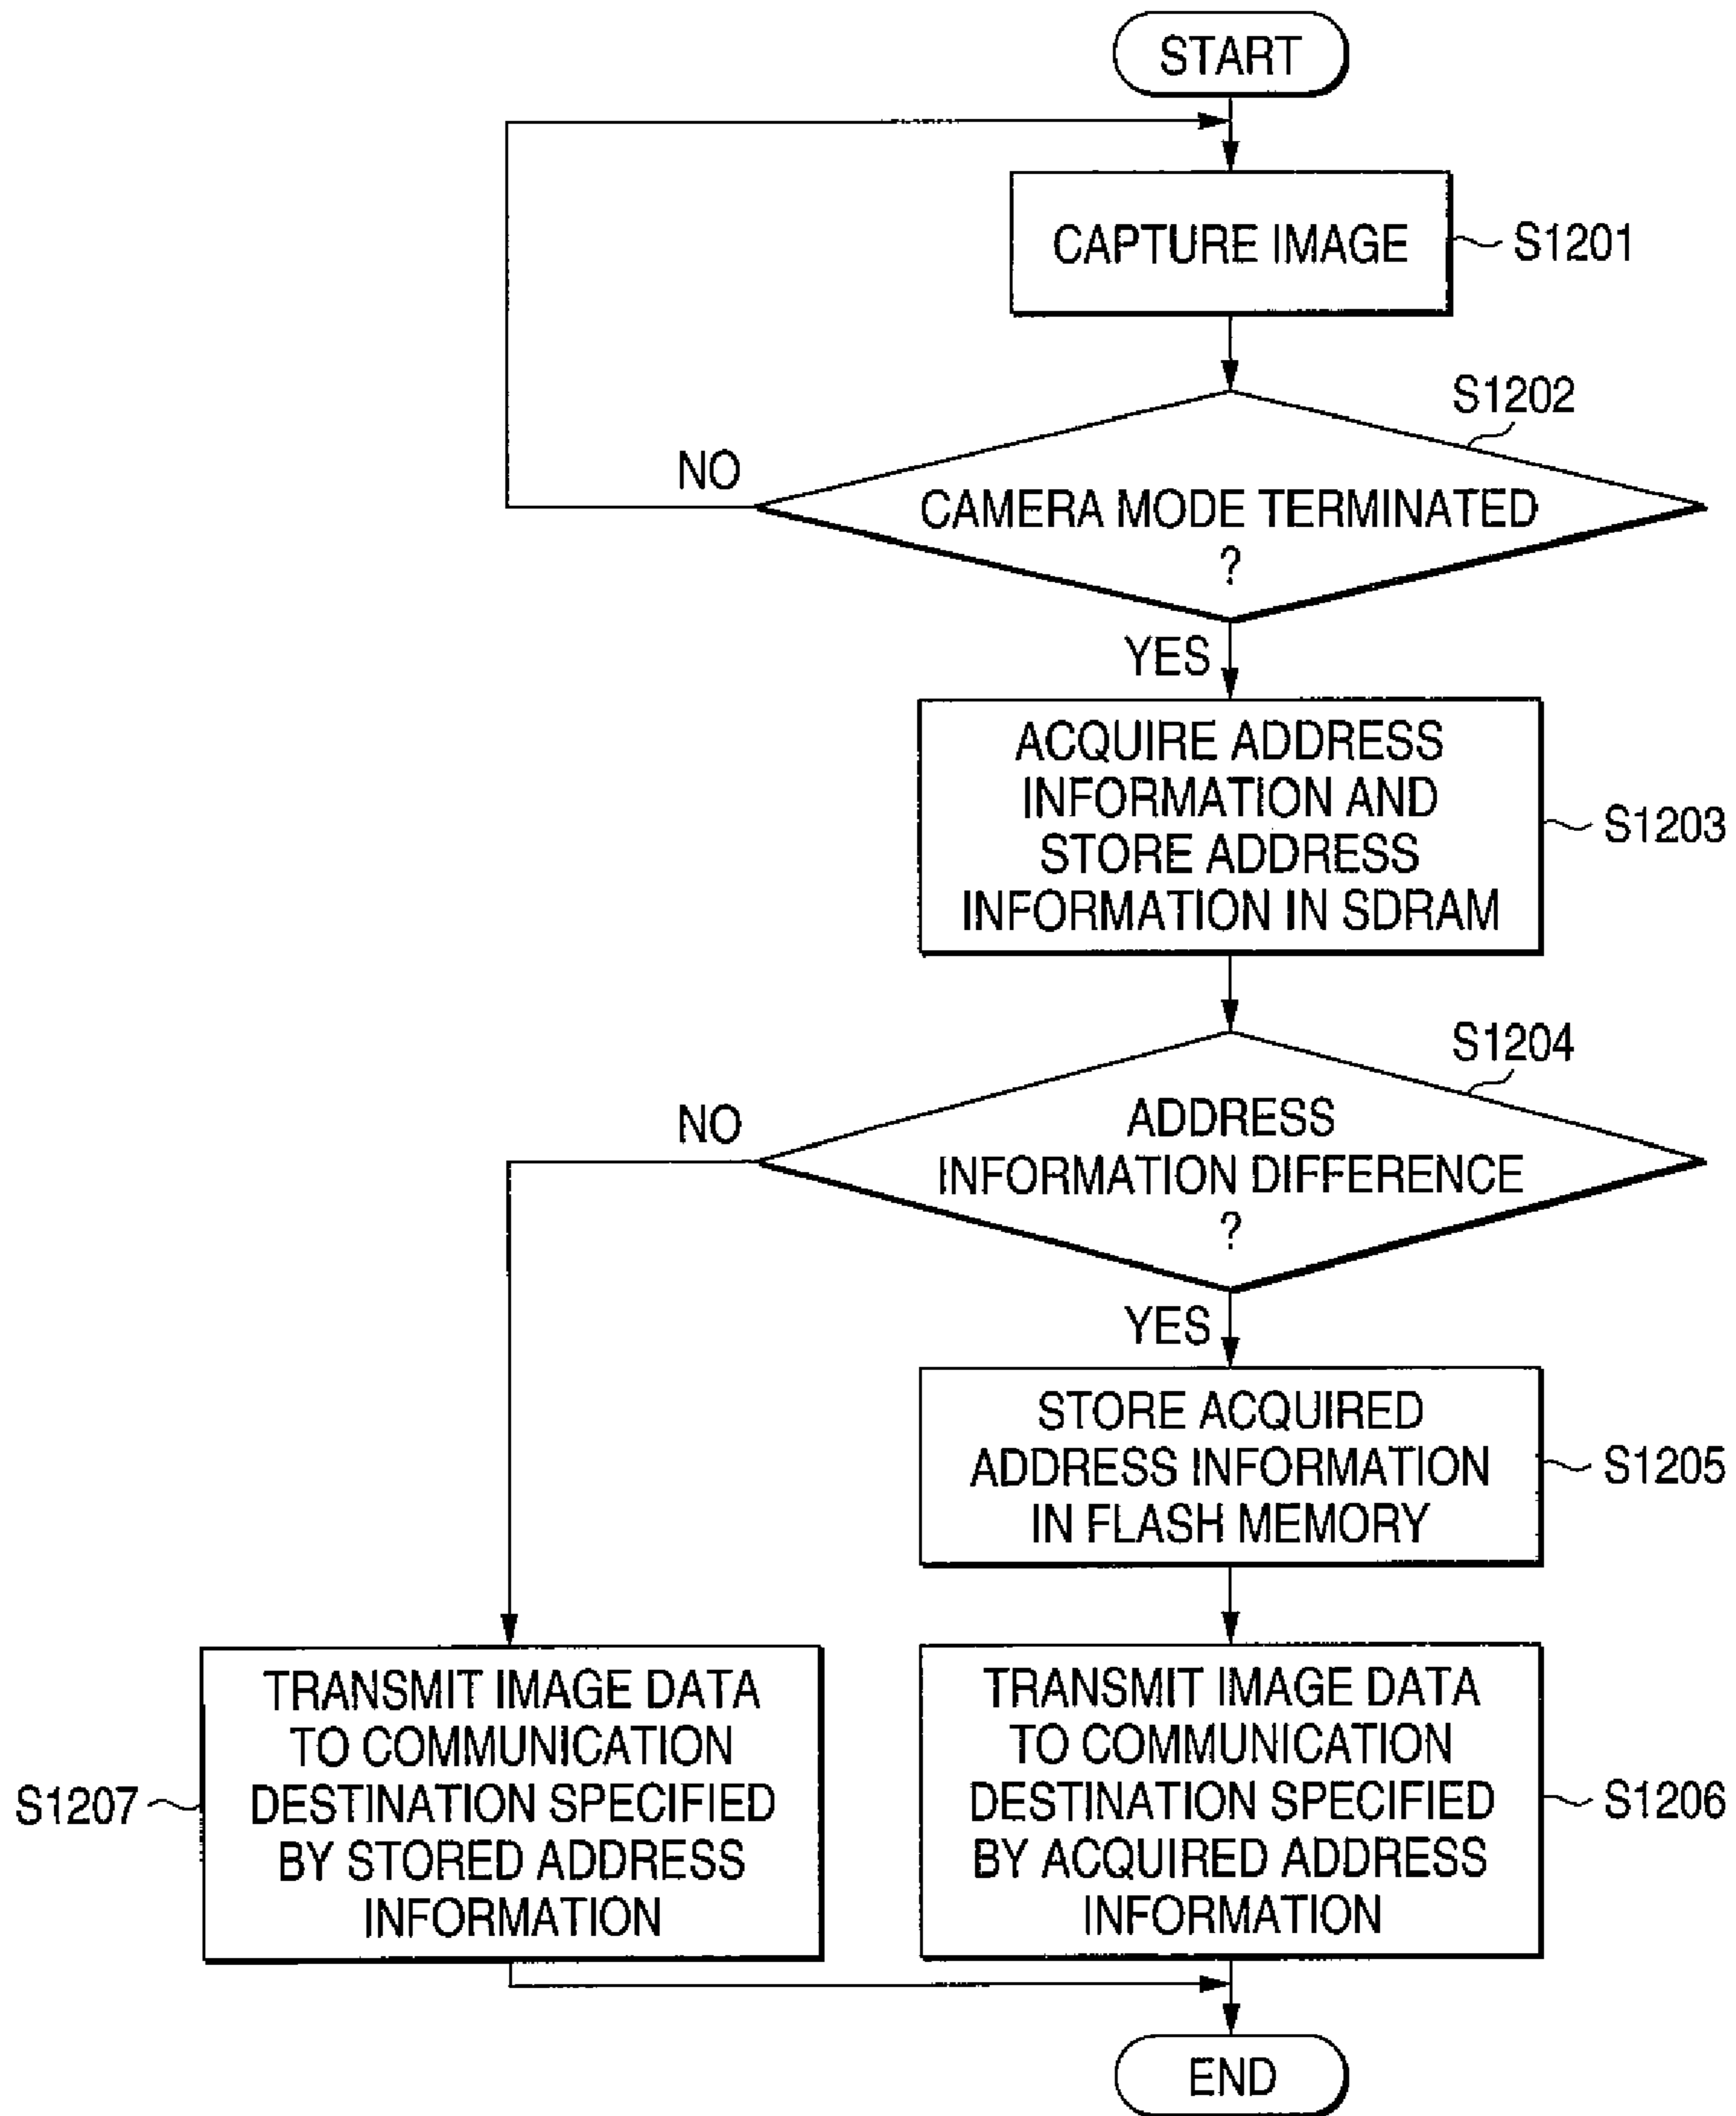 START
CAPTURE IMAGE
S1201
S1202
NO
CAMERA MODE TERMINATED
?
YES
ACQUIRE ADDRESS
INFORMATION AND
STORE ADDRESS
INFORMATION IN SDRAM
S1203
S1204
NO
ADDRESS
INFORMATION DIFFERENCE
?
YES
STORE ACQUIRED
ADDRESS INFORMATION
IN FLASH MEMORY
S1205
TRANSMIT IMAGE DATA
TO COMMUNICATION
DESTINATION SPECIFIED
BY STORED ADDRESS
INFORMATION
S1207
TRANSMIT IMAGE DATA
TO COMMUNICATION
DESTINATION SPECIFIED
BY ACQUIRED ADDRESS
INFORMATION
S1206
END